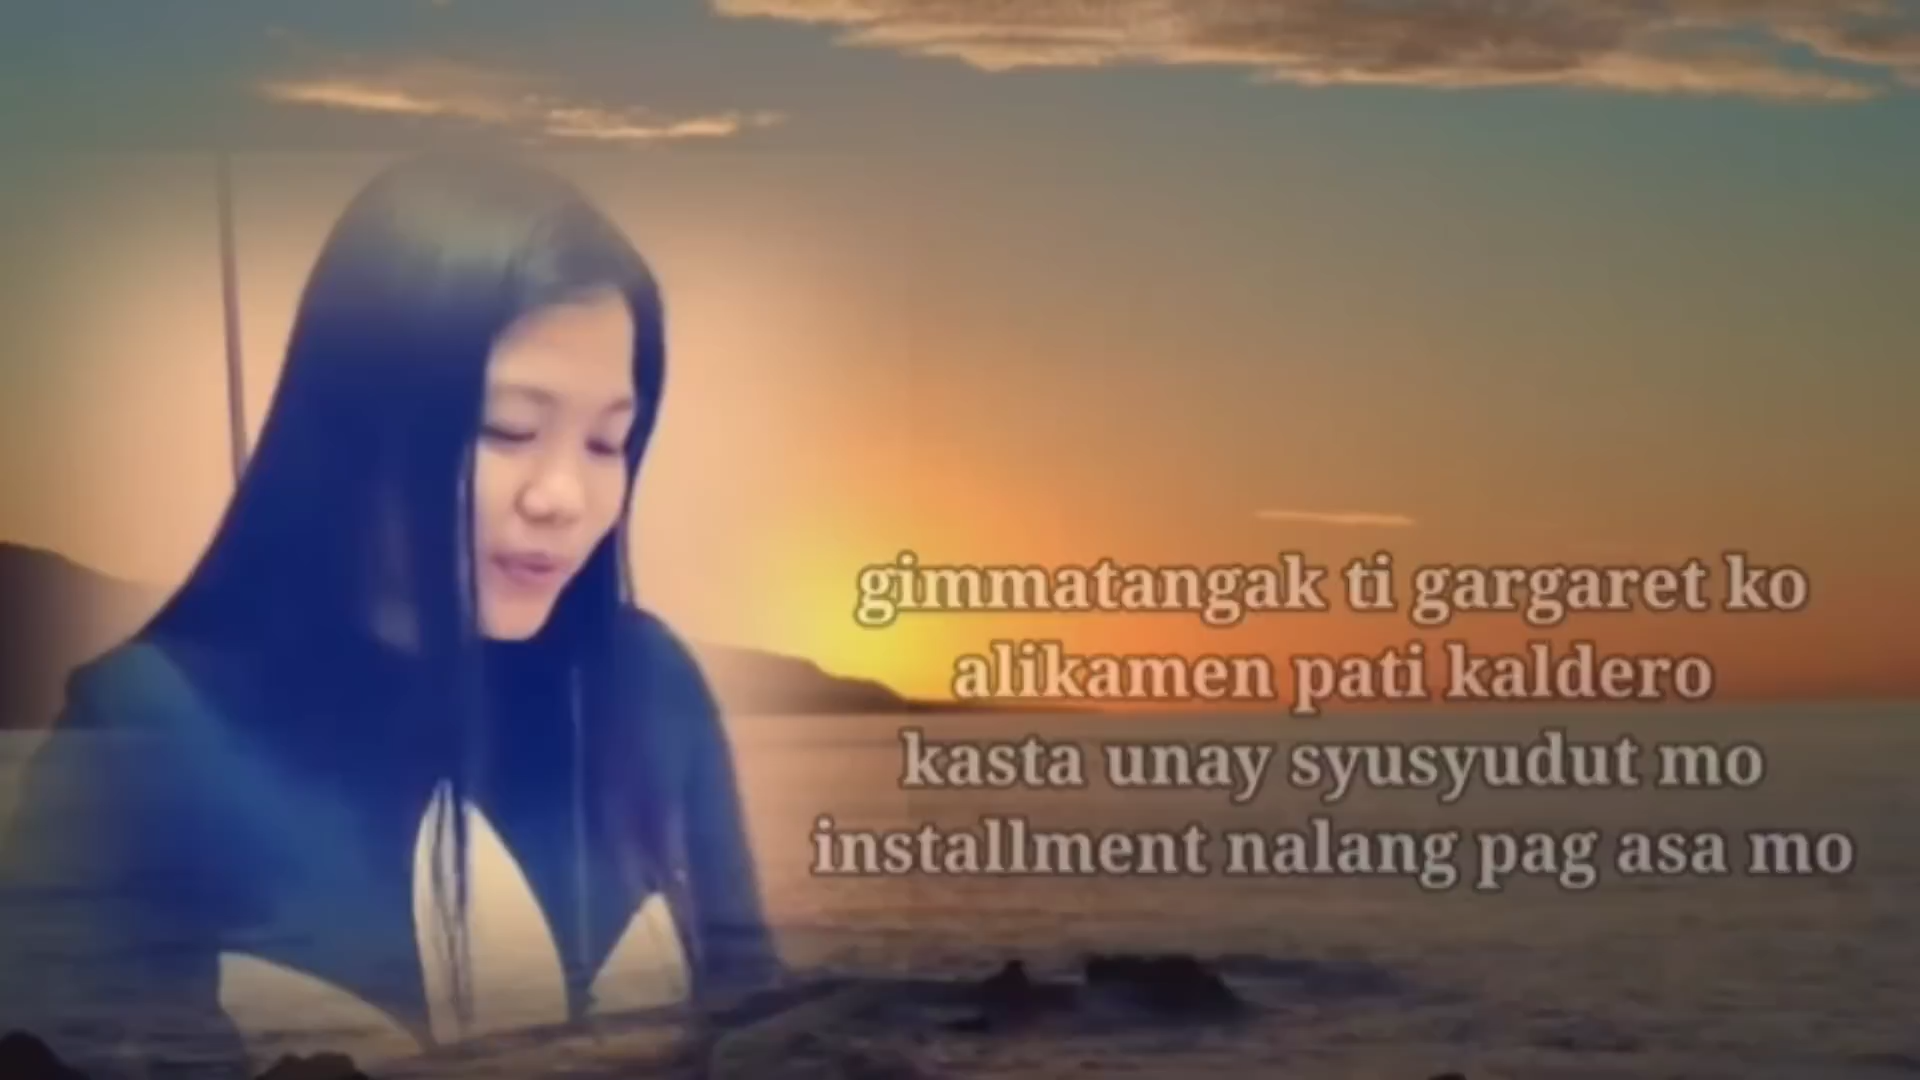 gimmatangak ti gargaret ko
alikamen pati kaldero
kasta unay syusyudut mo
installment nalang pag asa mo